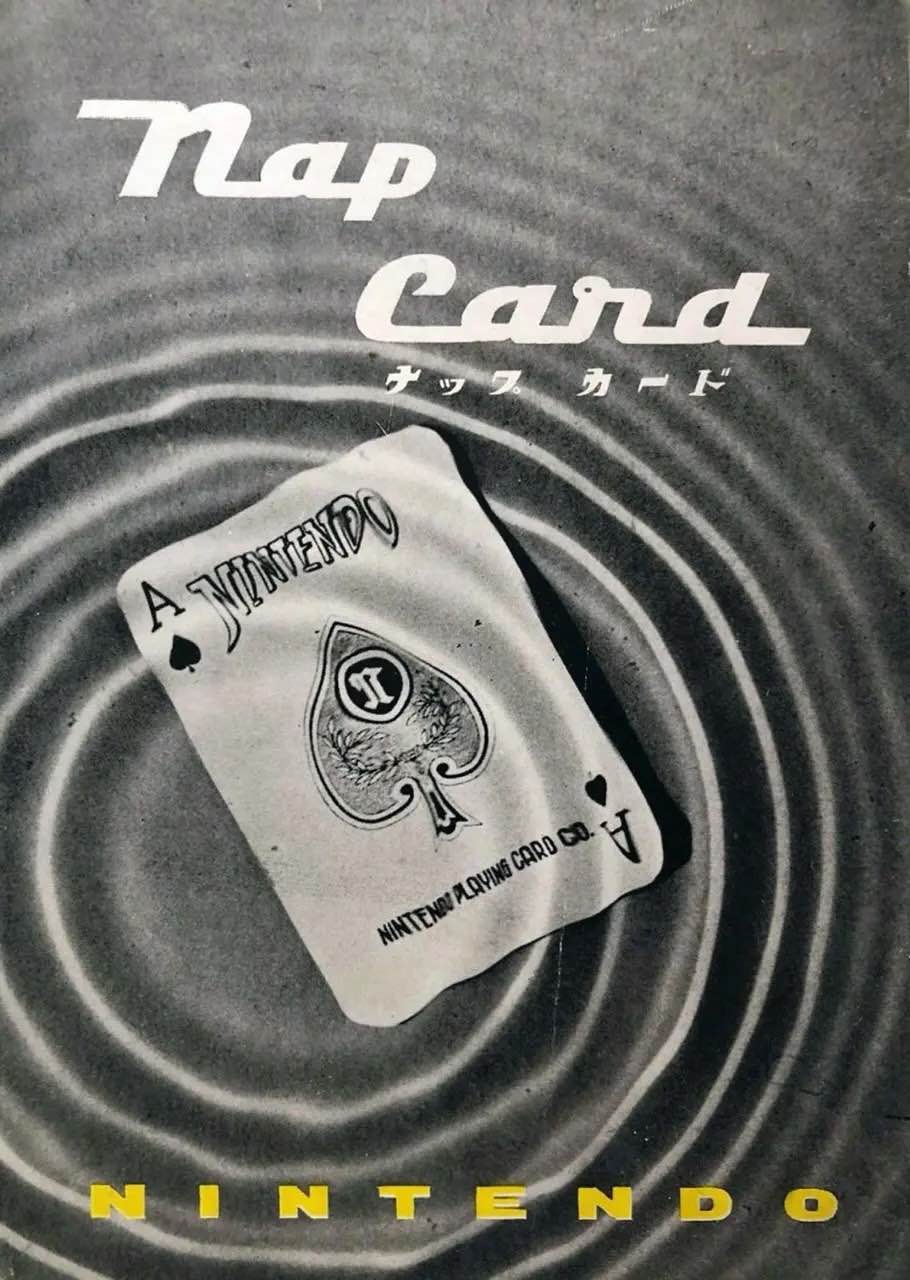 Nap
Card
ナップ カード
A
NINTENDO
N
A
NINTENDO PLAYING CARD CO.
NINTENDO